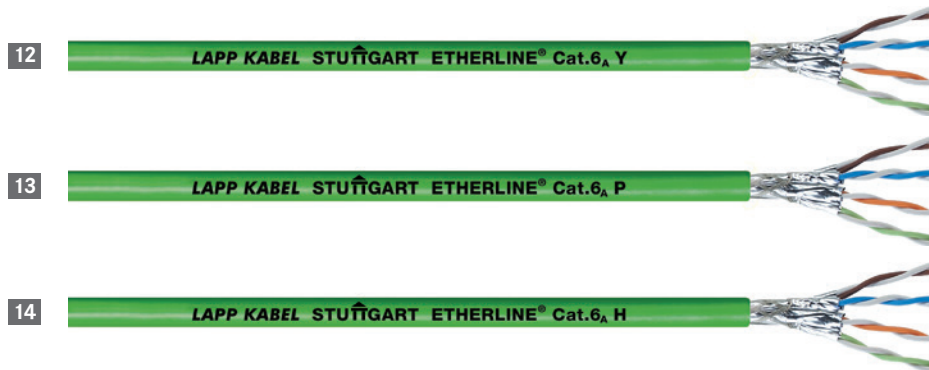 12 LAPP KABEL STUTTGART ETHERLINE® Cat.6A Y
13 LAPP KABEL STUTTGART ETHERLINE® Cat.6A P
14 LAPP KABEL STUTTGART ETHERLINE® Cat.6A H